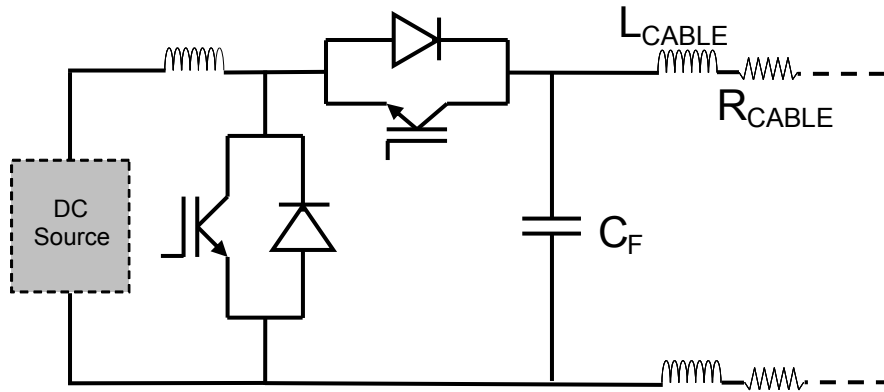 L_CABLE
R_CABLE
DC
Source
C_F